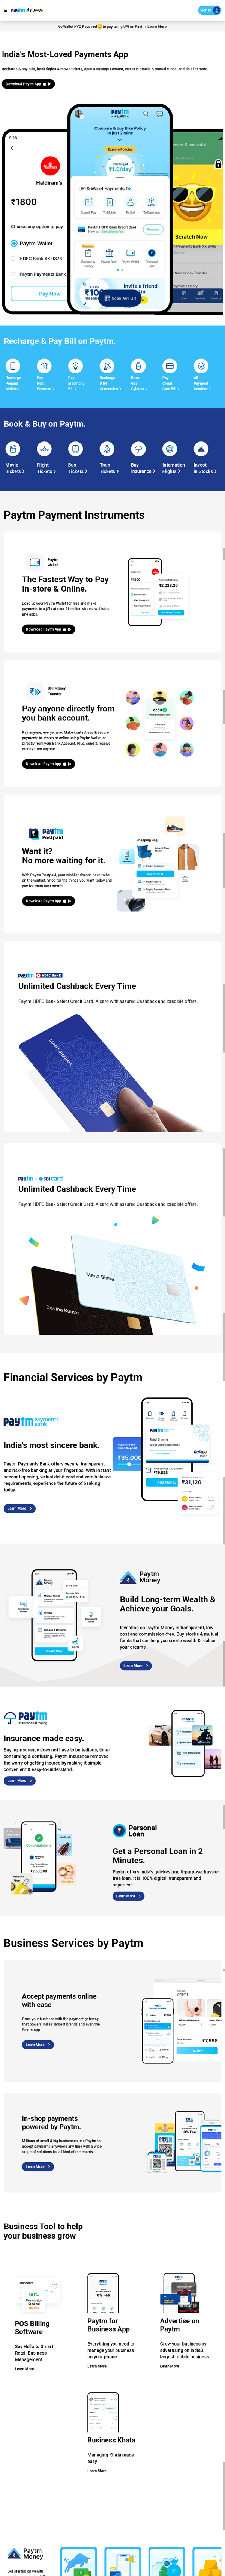 paytm UPI
Sign In
No Wallet KYC Required to pay using UPI on Paytm. Learn More.
India's Most-Loved Payments App
Recharge & pay bills, book flights & movie tickets, open a savings account, invest in stocks & mutual funds, and do a lot more.
Download Paytm App
Haldiram's
₹1800
Choose any option to pay
Paytm Wallet
HDFC Bank XX 8678
Paytm Payments Bank
Pay Now
Compare & buy Bike Policy
in just 2 mins
Explore Policies
Starting at
₹1.5/day
UPI & Wallet Payments
Scan & Pay
To Mobile
To Self
To Bank A/c
Paytm HDFC Bank Credit Card
Invite a friend
Scan Any QR
Scratch Now
Recharge & Pay Bill on Paytm.
Recharge Prepaid Mobile >
Pay Rent Payment >
Pay Electricity Bill >
Recharge DTH Connection >
Book Gas Cylinder >
Pay Credit Card Bill >
All Payment Services >
Book & Buy on Paytm.
Movie Tickets >
Flight Tickets >
Bus Tickets >
Train Tickets >
Buy Insurance >
Internation Flights >
Invest in Stocks >
Paytm Payment Instruments
Paytm
Wallet
The Fastest Way to Pay
In-store & Online.
Load up your Paytm Wallet for free and make
payments in a jiffy at over 21 million stores, websites
and apps.
Download Paytm App
UPI Money
Transfer
Pay anyone directly from
you bank account.
Pay anyone, everywhere. Make contactless & secure
payments in-stores or online using Paytm Wallet or
Directly from your Bank Account. Plus, send & receive
money from anyone.
Download Paytm App
paytm
Postpaid
Want it?
No more waiting for it.
With Paytm Postpaid, your wishlist doesn't have to be
on the waitlist. Shop for the things you want today and
pay for them next month.
Download Paytm App
Shopping Bag
paytm HDFC BANK
Unlimited Cashback Every Time
Paytm HDFC Bank Select Credit Card. A card with assured Cashback and incredible offers.
SUMIT SHARMA
paytm SBI card
Unlimited Cashback Every Time
Paytm HDFC Bank Select Credit Card. A card with assured Cashback and incredible offers.
Meha Sinha
Devina Kumar
Financial Services by Paytm
paytm payments bank
India's most sincere bank.
Paytm Payments Bank offers secure, transparent
and risk-free banking at your fingertips. With instant
account opening, virtual debit card and zero balance
requirements, experience the future of banking
today.
Learn More >
₹35,000
₹31,120
Paytm
Money
Build Long-term Wealth &
Achieve your Goals.
Investing on Paytm Money is transparent, low-
cost and commission-free. Buy stocks & mutual
funds that can help you create wealth & realise
your dreams.
Learn More >
NPS
paytm
Insurance Broking
Insurance made easy.
Buying insurance does not have to be tedious, time-
consuming & confusing. Paytm Insurance removes
the worry of getting insured by making it simple,
convenient & easy-to-understand.
Learn More >
Personal
Loan
Get a Personal Loan in 2
Minutes.
Paytm offers India's quickest multi-purpose, hassle-
free loan. It is 100% digital, transparent and
paperless.
Learn More >
Congratulations
Business Services by Paytm
Accept payments online
with ease
Grow your business with the payment gateway
that powers India's largest brands and even the
Paytm App
Learn More >
₹7,998
In-shop payments
powered by Paytm.
Millions of small & big businesses use Paytm to
accept payments anywhere any time with a wide
range of solutions for all kind of merchants
Learn More >
0% Fee
Business Tool to help
your business grow
Dashboard
50%
0% Fee
POS Billing
Software
Say Hello to Smart
Retail Business
Management
Learn More
Paytm for
Business App
Everything you need to
manage your business
on your phone
Learn More
Advertise on
Paytm
Grow your business by
advertising on India's
largest mobile business
Learn More
Business Khata
Managing Khata made
easy
Learn More
Paytm
Money
Get started on wealth